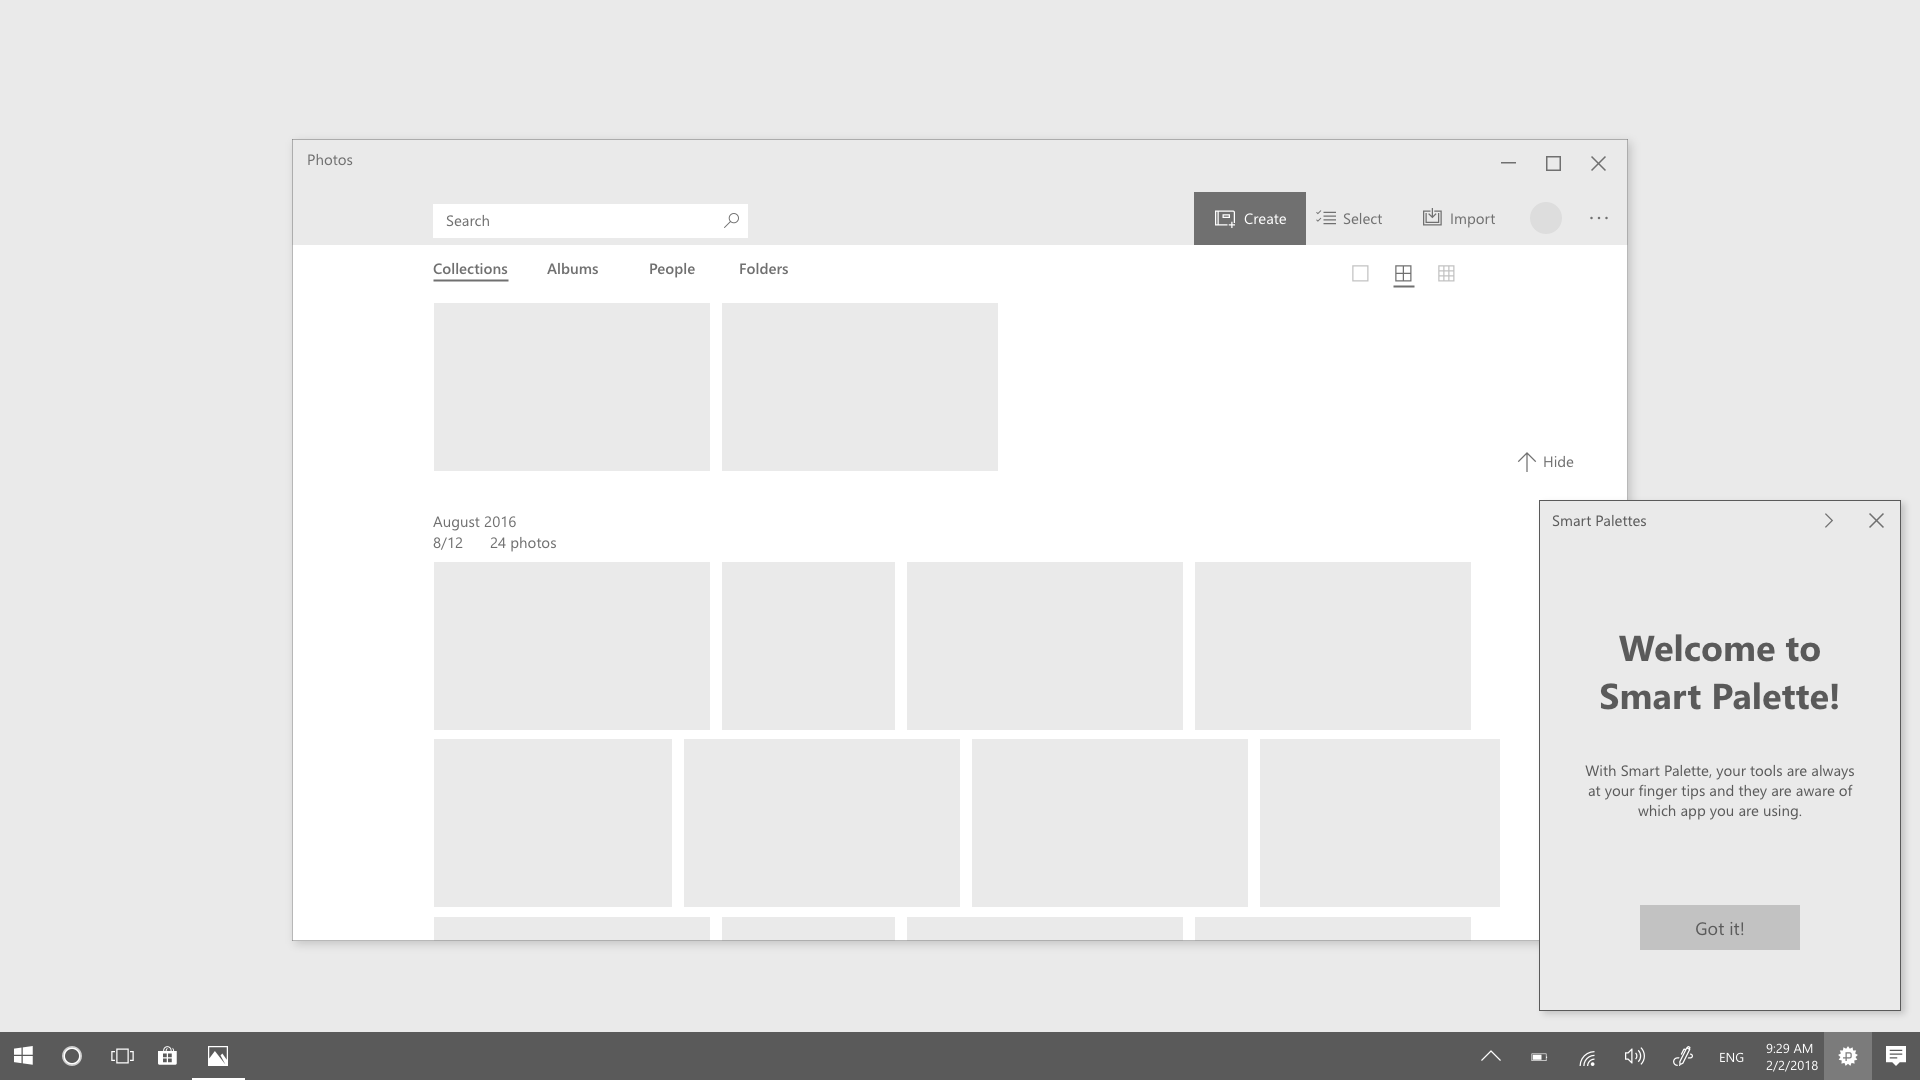 Photos
Search
Create
Select
Import
Collections
Albums
People
Folders
Hide
August 2016
8/12 24 photos
Smart Palettes
Welcome to
Smart Palette!
With Smart Palette, your tools are always
at your finger tips and they are aware of
which app you are using.
Got it!
ENG
9:29 AM
2/2/2018